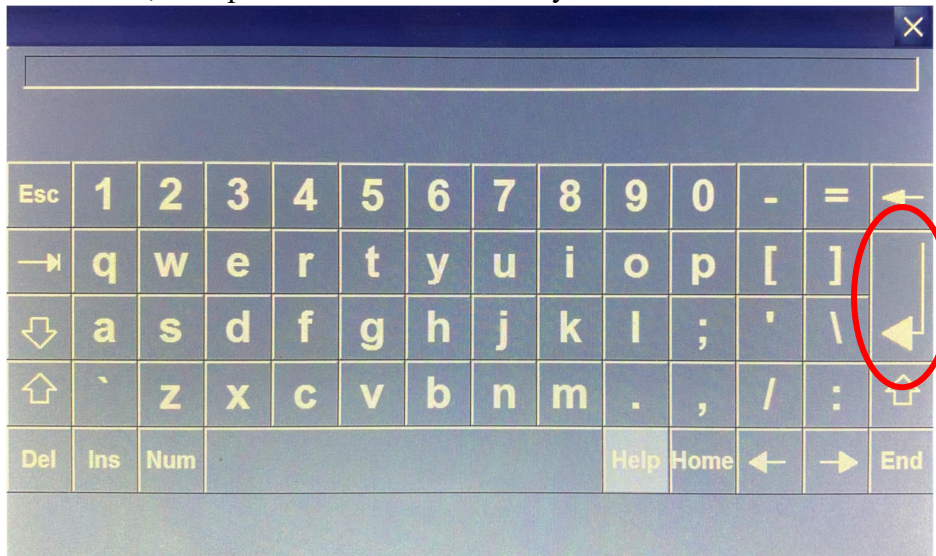 Esc 1 2 3 4 5 6 7 8 9 0 - =
q w e r t y u i o p [ ]
a s d f g h j k l ; ' \
` z x c v b n m . , / :
Del Ins Num Help Home End